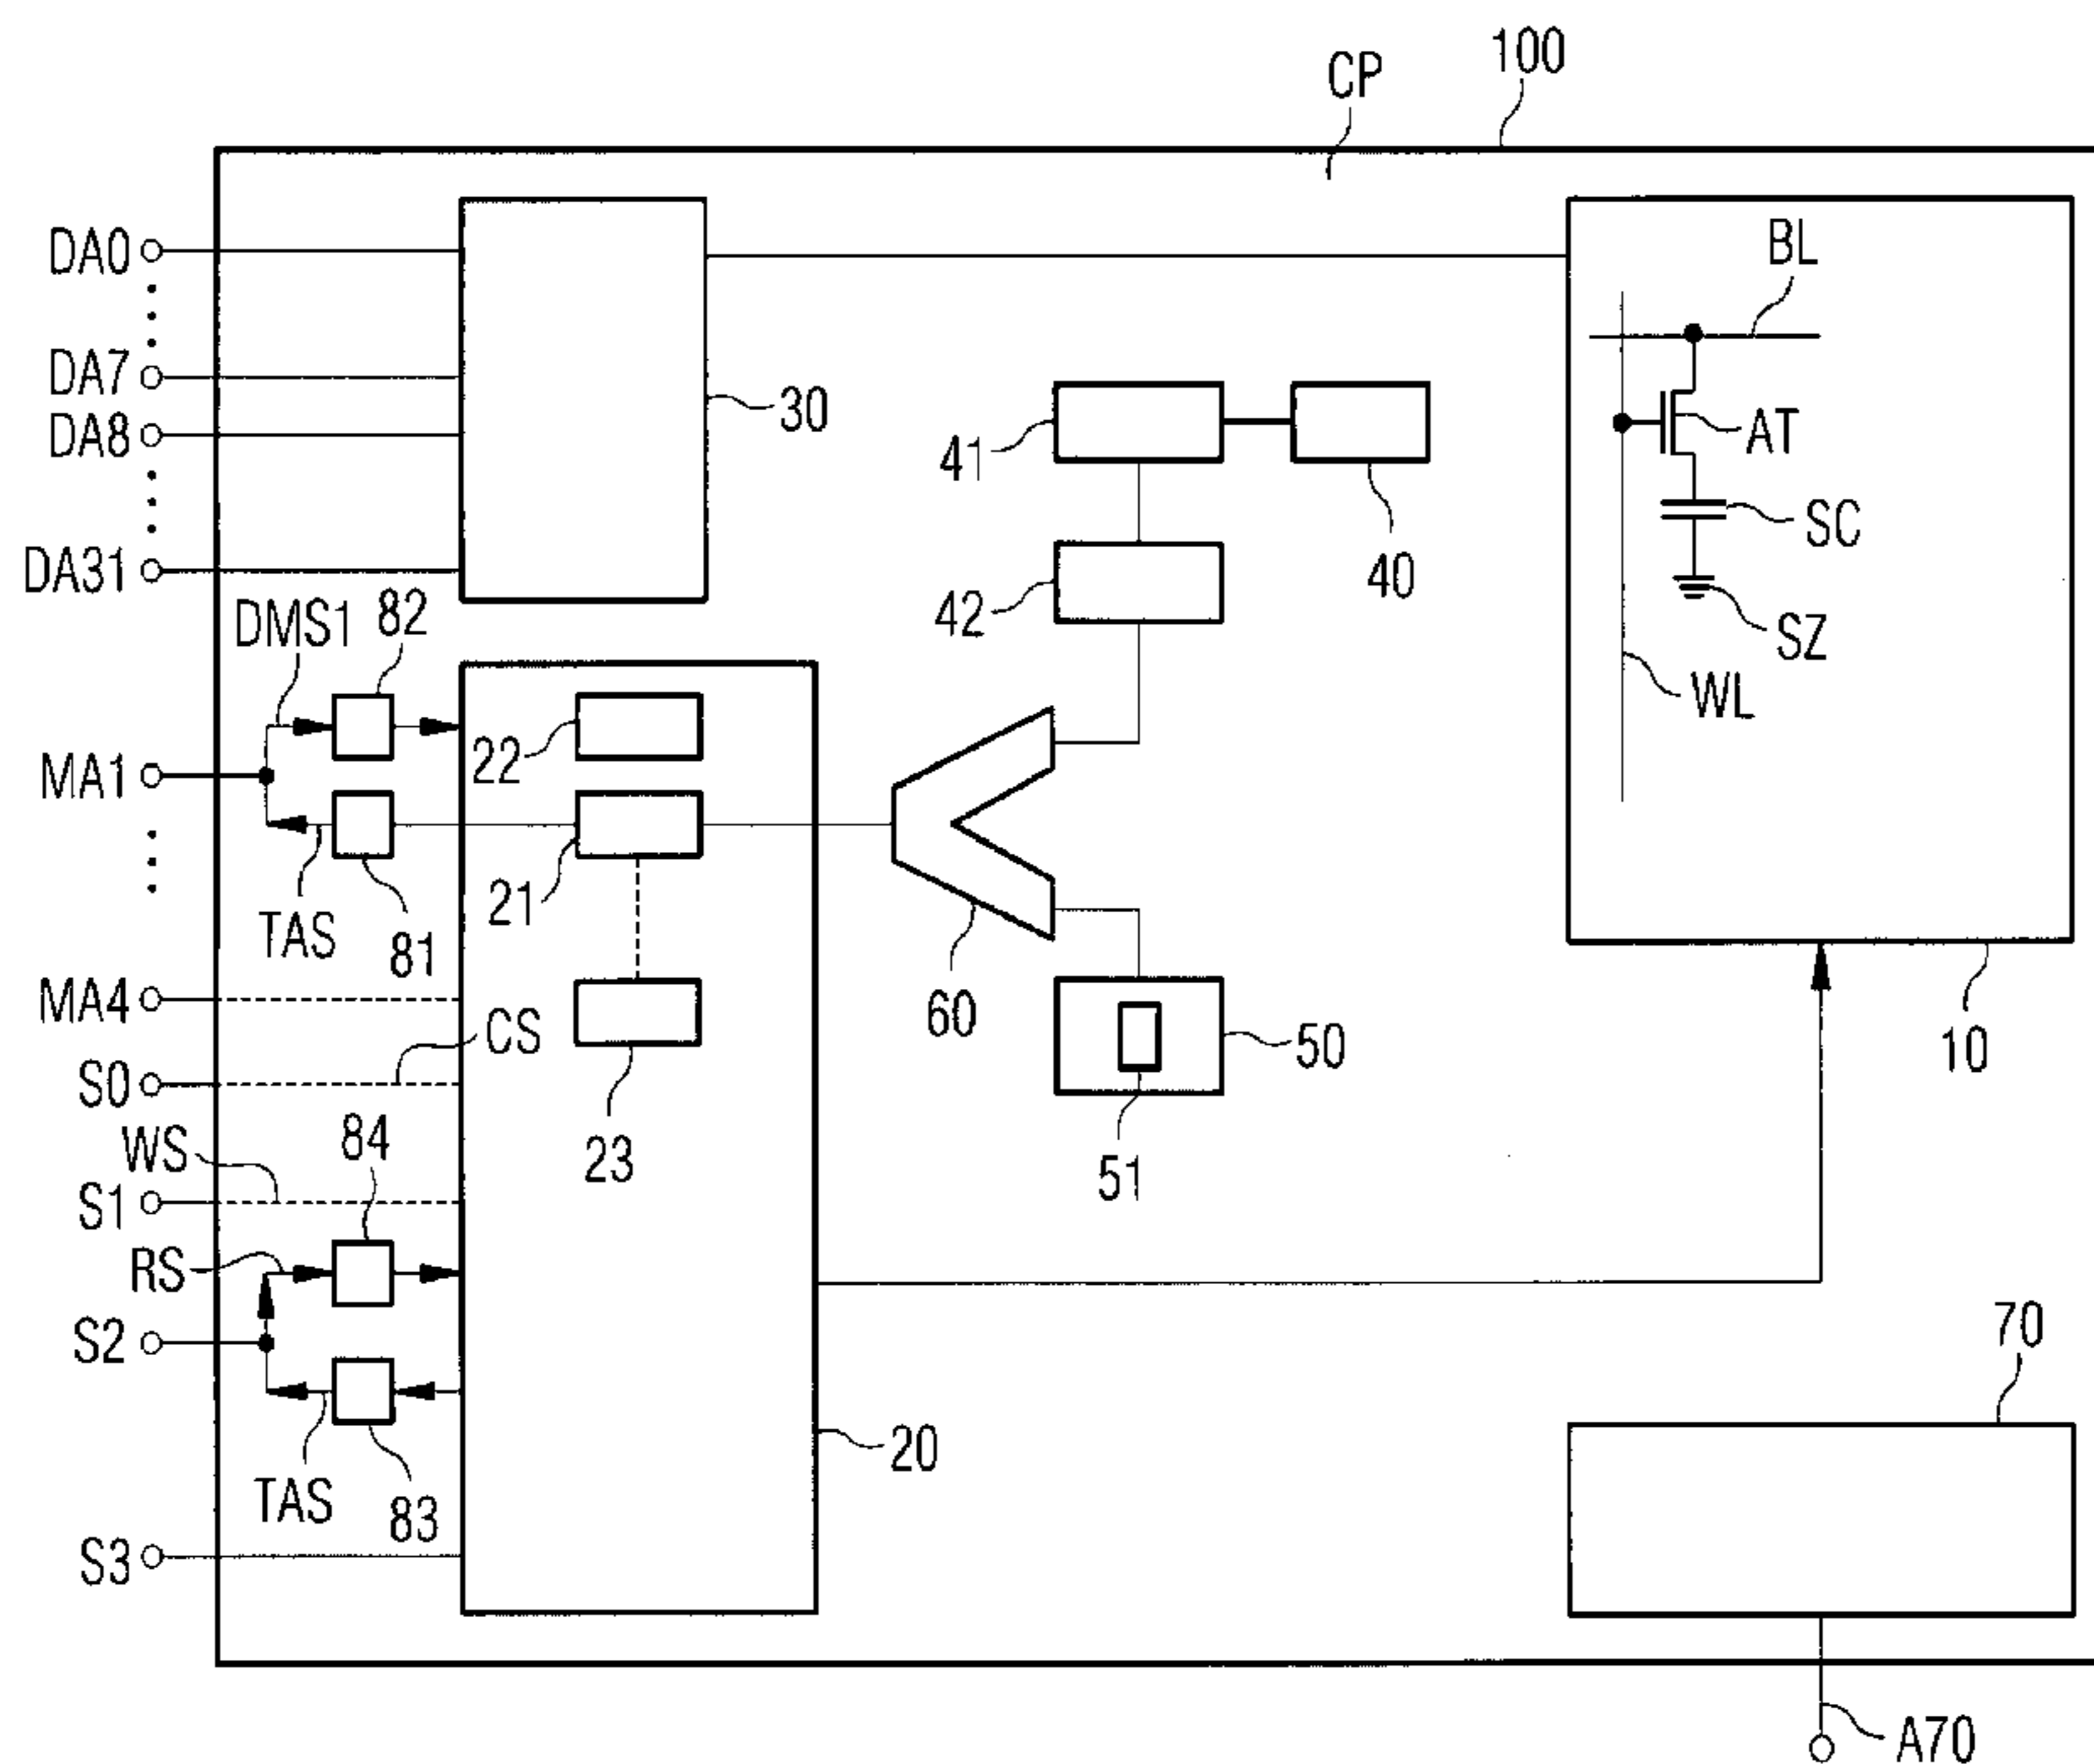 100
CP
DA0
BL
DA7
30
DA8
41
AT
SC
DA31
40
42
82
DMS1
SZ
WL
22
MA1
21
TAS
81
60
MA4
CS
50
10
S0
84
WS
23
51
S1
RS
70
S2
20
TAS
83
S3
A70